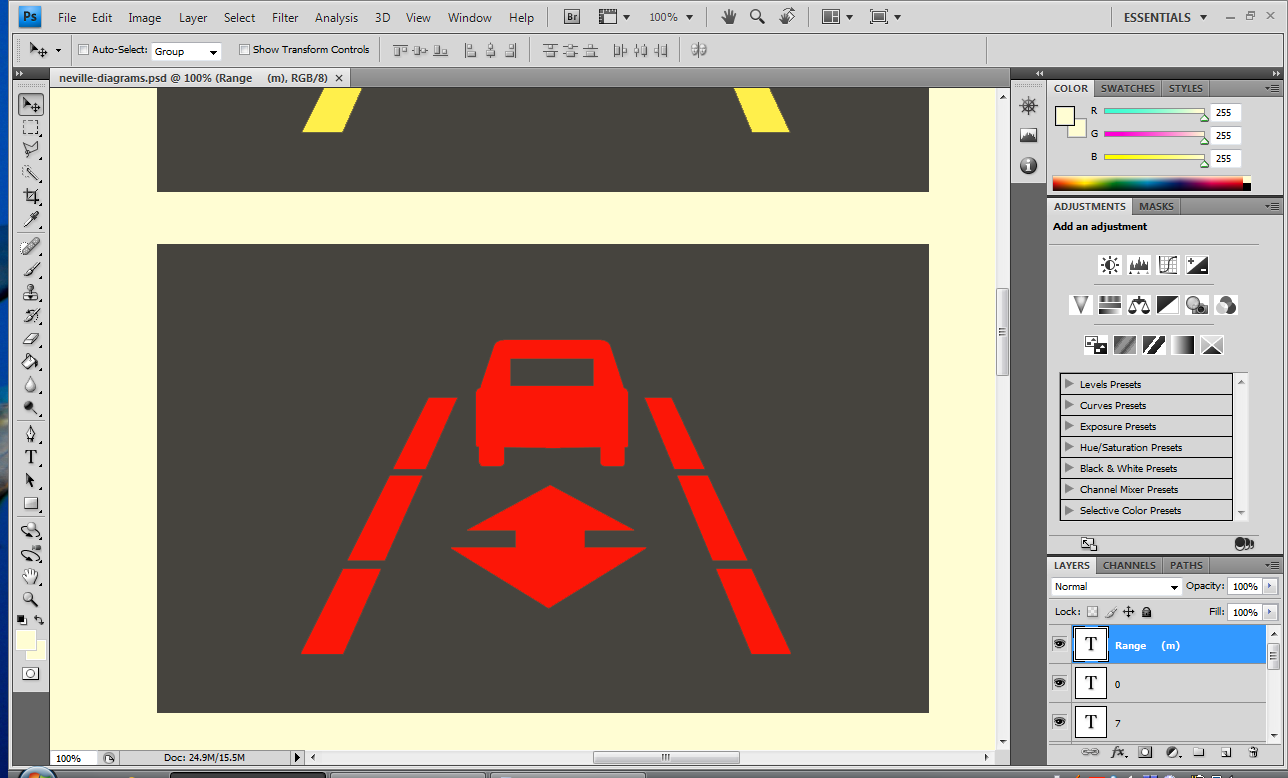 Ps File Edit Image Layer Select Filter Analysis 3D View Window Help Br 100% ESSENTIALS
Auto-Select: Group Show Transform Controls
neville-diagrams.psd @ 100% (Range (m), RGB/8)
COLOR SWATCHES STYLES
R 255
G 255
B 255
ADJUSTMENTS MASKS
Add an adjustment
Levels Presets
Curves Presets
Exposure Presets
Hue/Saturation Presets
Black & White Presets
Channel Mixer Presets
Selective Color Presets
LAYERS CHANNELS PATHS
Normal Opacity: 100%
Lock: Fill: 100%
T Range (m)
T 0
T 7
100% Doc: 24.9M/15.5M